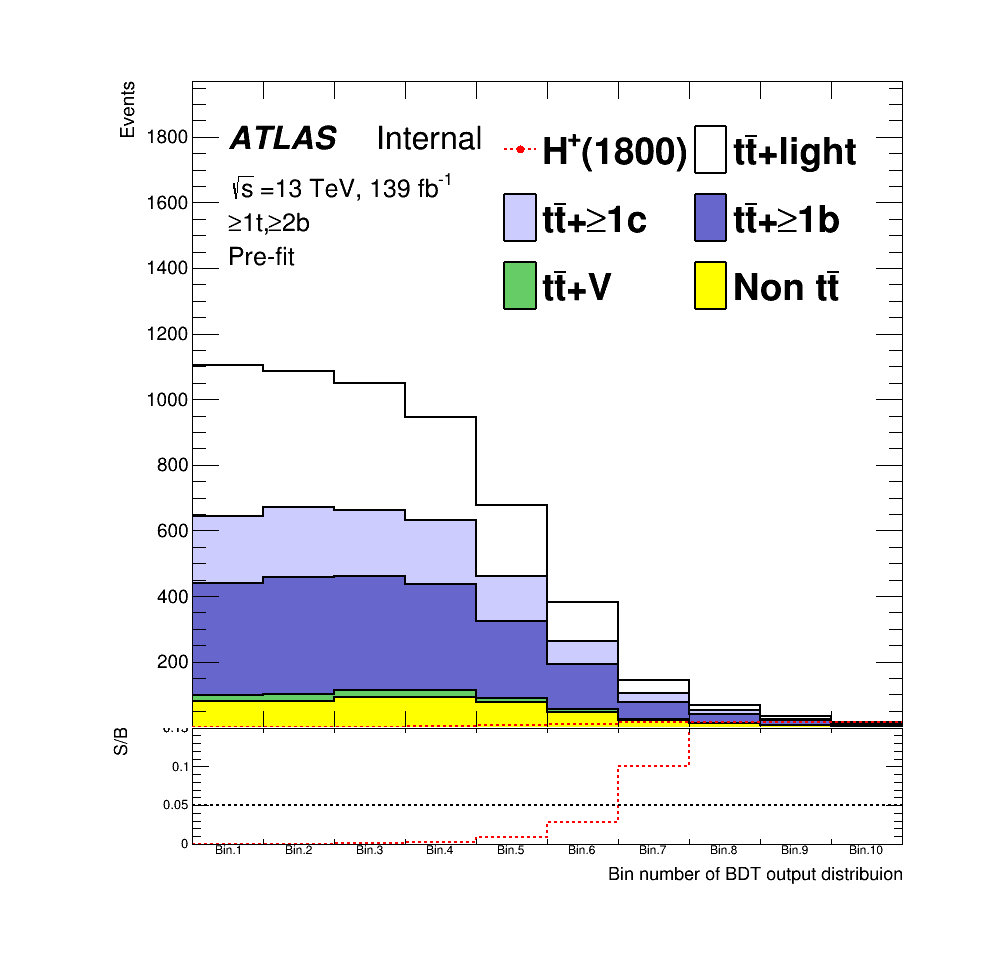 Events
1800
1600
1400
1200
1000
800
600
400
200
ATLAS Internal
√s =13 TeV, 139 fb⁻¹
≥1t,≥2b
Pre-fit
H⁺(1800) tt̄+light
tt̄+≥1c tt̄+≥1b
tt̄+V Non tt̄
S/B
0.15
0.1
0.05
0
Bin.1 Bin.2 Bin.3 Bin.4 Bin.5 Bin.6 Bin.7 Bin.8 Bin.9 Bin.10
Bin number of BDT output distribuion